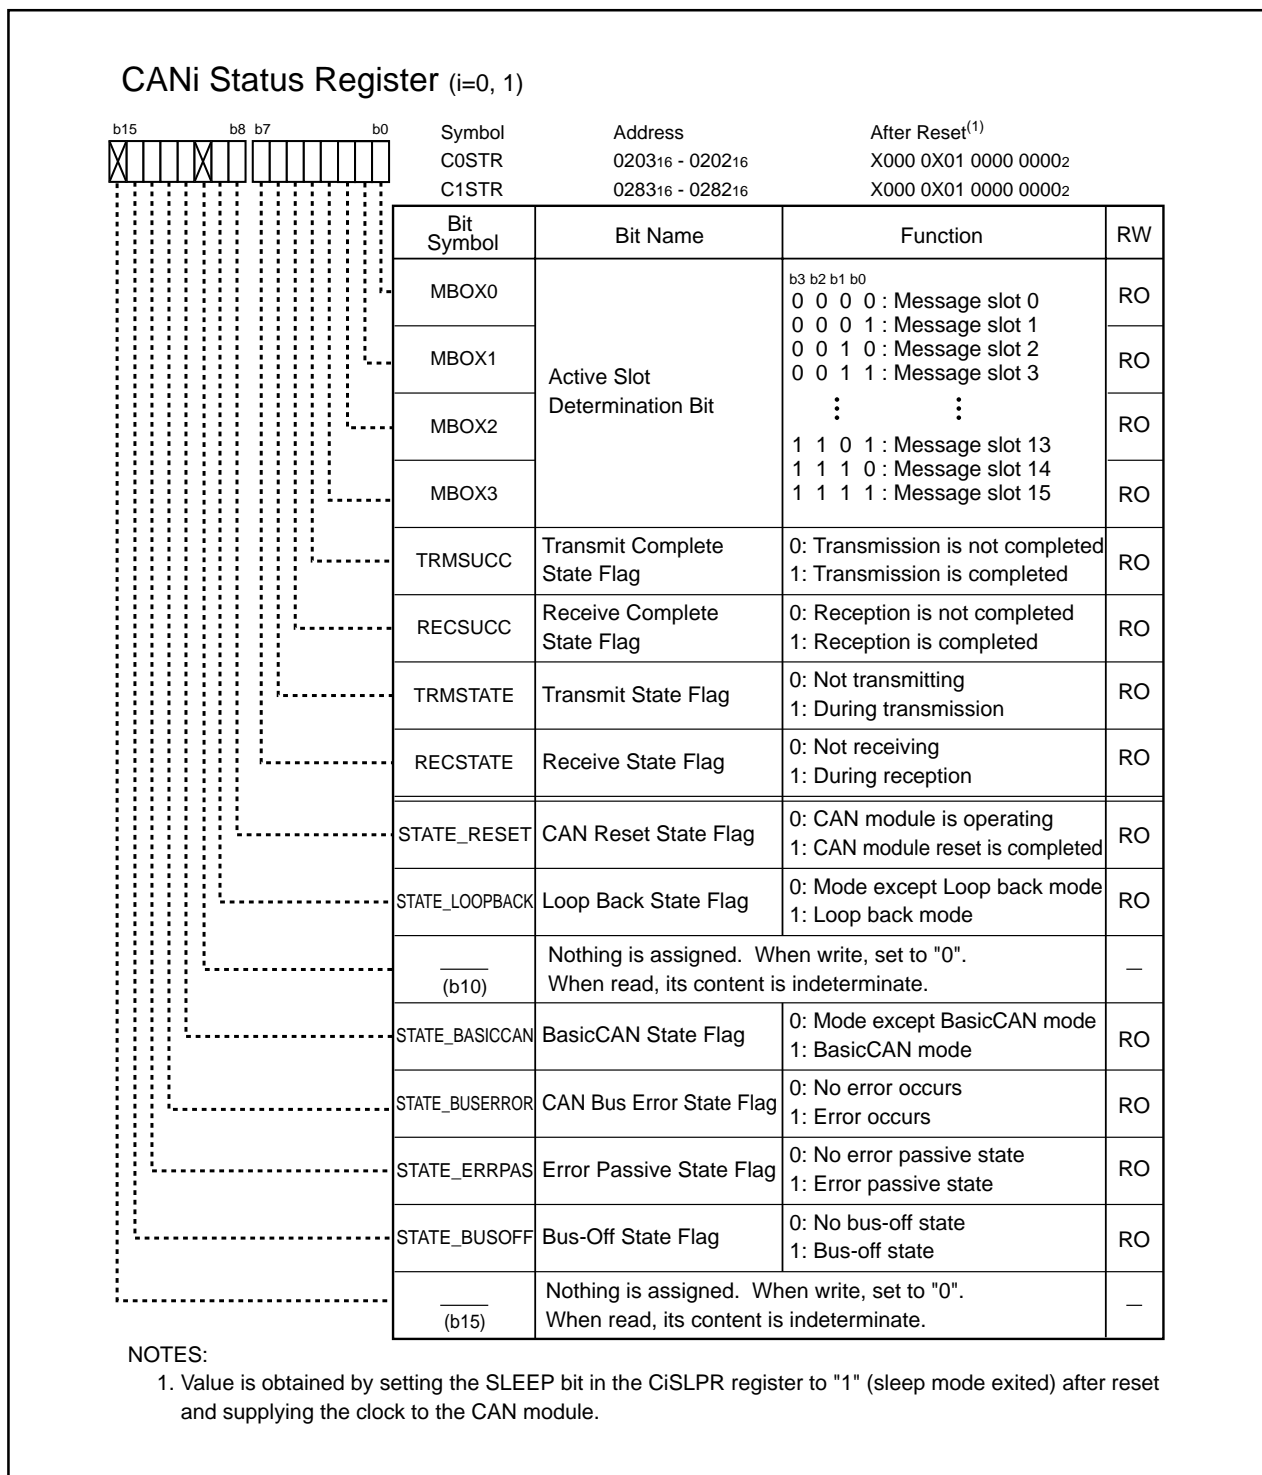 CANi Status Register (i=0, 1)
b15 b8 b7 b0
Symbol Address After Reset(1)
C0STR 020316 - 020216 X000 0X01 0000 00002
C1STR 028316 - 028216 X000 0X01 0000 00002
Bit Symbol Bit Name Function RW
b3 b2 b1 b0
MBOX0 0 0 0 0 : Message slot 0 RO
0 0 0 1 : Message slot 1
MBOX1 0 0 1 0 : Message slot 2 RO
0 0 1 1 : Message slot 3
Active Slot
Determination Bit
MBOX2 RO
1 1 0 1 : Message slot 13
1 1 1 0 : Message slot 14
MBOX3 1 1 1 1 : Message slot 15 RO
TRMSUCC Transmit Complete State Flag 0: Transmission is not completed RO
1: Transmission is completed
RECSUCC Receive Complete State Flag 0: Reception is not completed RO
1: Reception is completed
TRMSTATE Transmit State Flag 0: Not transmitting RO
1: During transmission
RECSTATE Receive State Flag 0: Not receiving RO
1: During reception
STATE_RESET CAN Reset State Flag 0: CAN module is operating RO
1: CAN module reset is completed
STATE_LOOPBACK Loop Back State Flag 0: Mode except Loop back mode RO
1: Loop back mode
(b10) Nothing is assigned. When write, set to "0". —
When read, its content is indeterminate.
STATE_BASICCAN BasicCAN State Flag 0: Mode except BasicCAN mode RO
1: BasicCAN mode
STATE_BUSERROR CAN Bus Error State Flag 0: No error occurs RO
1: Error occurs
STATE_ERRPAS Error Passive State Flag 0: No error passive state RO
1: Error passive state
STATE_BUSOFF Bus-Off State Flag 0: No bus-off state RO
1: Bus-off state
(b15) Nothing is assigned. When write, set to "0". —
When read, its content is indeterminate.
NOTES:
1. Value is obtained by setting the SLEEP bit in the CiSLPR register to "1" (sleep mode exited) after reset
and supplying the clock to the CAN module.